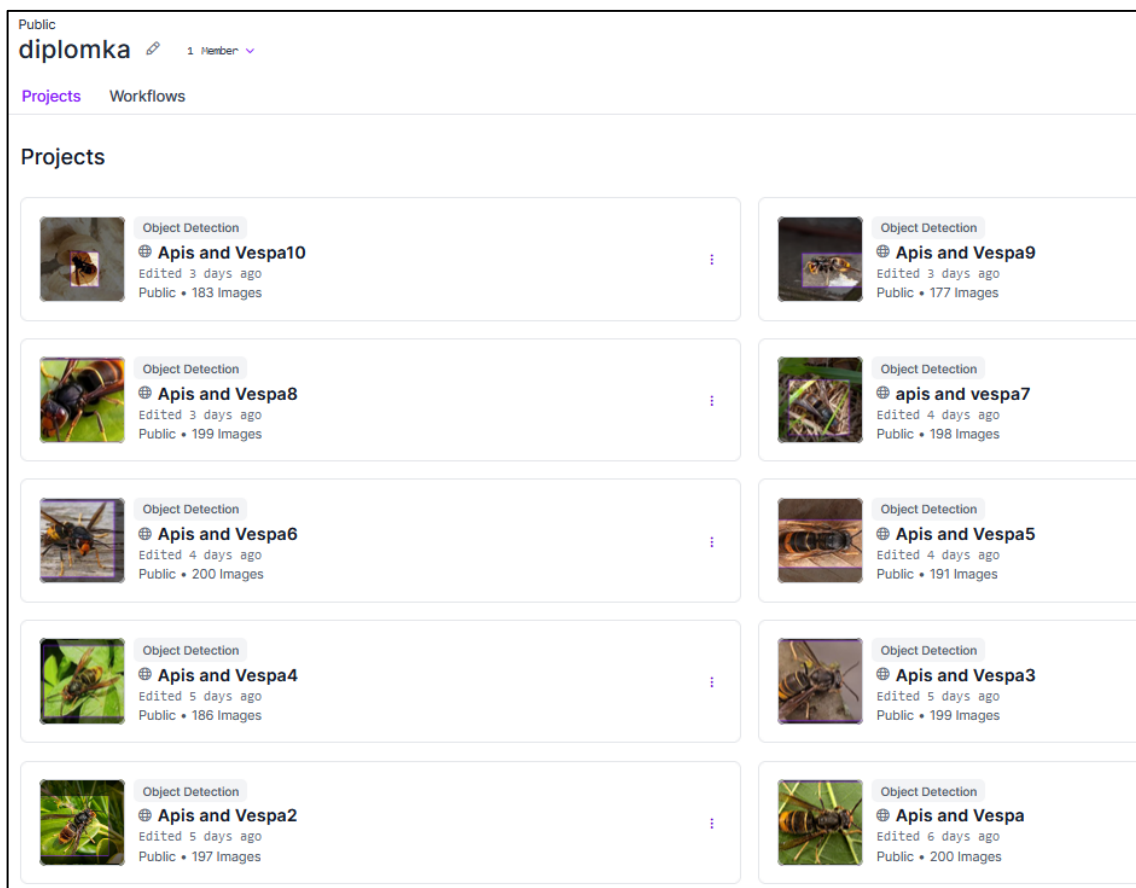 Public
diplomka
1 Member
Projects
Workflows
Projects
Object Detection
Apis and Vespa10
Edited 3 days ago
Public • 183 Images
Object Detection
Apis and Vespa9
Edited 3 days ago
Public • 177 Images
Object Detection
Apis and Vespa8
Edited 3 days ago
Public • 199 Images
Object Detection
apis and vespa7
Edited 4 days ago
Public • 198 Images
Object Detection
Apis and Vespa6
Edited 4 days ago
Public • 200 Images
Object Detection
Apis and Vespa5
Edited 4 days ago
Public • 191 Images
Object Detection
Apis and Vespa4
Edited 5 days ago
Public • 186 Images
Object Detection
Apis and Vespa3
Edited 5 days ago
Public • 199 Images
Object Detection
Apis and Vespa2
Edited 5 days ago
Public • 197 Images
Object Detection
Apis and Vespa
Edited 6 days ago
Public • 200 Images